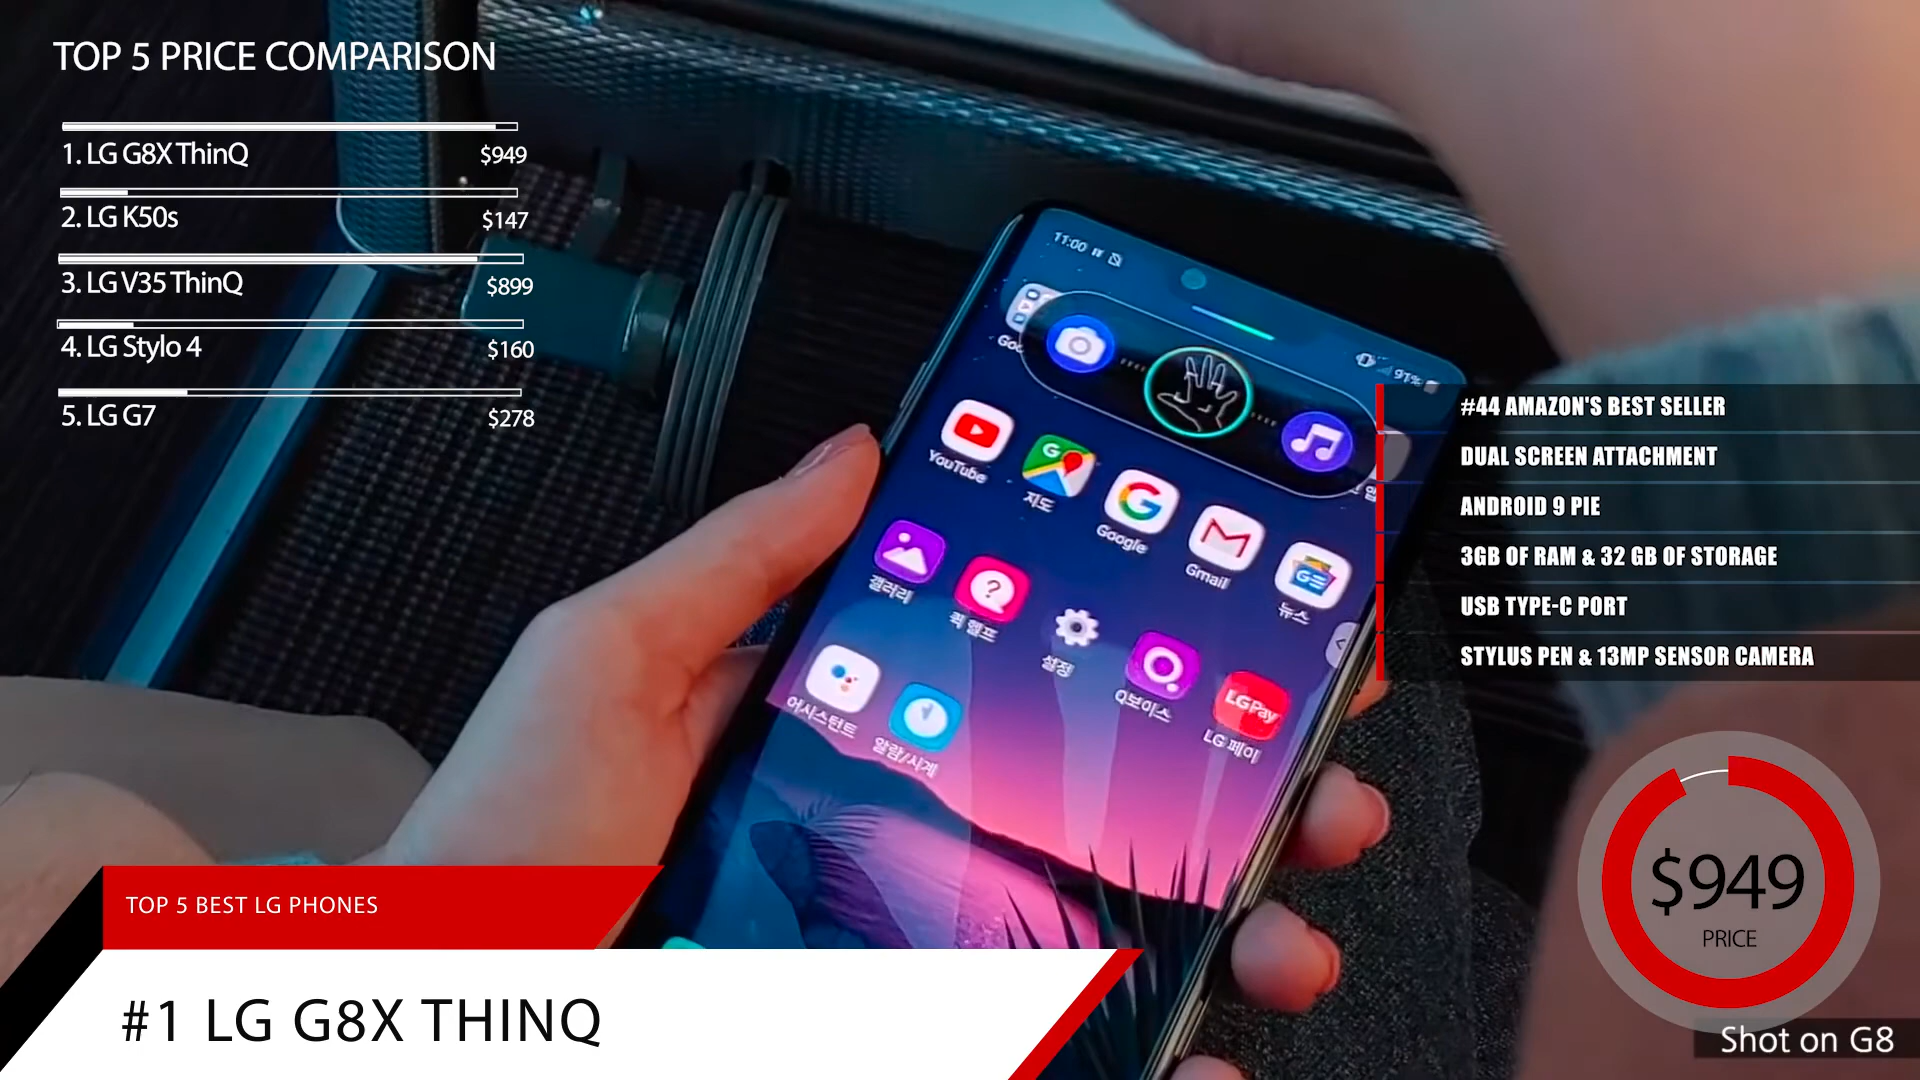 TOP 5 PRICE COMPARISON
1. LG G8X ThinQ $949
2. LG K50s $147
3. LG V35 ThinQ $899
4. LG Stylo 4 $160
5. LG G7 $278
11:00
91%
YouTube
지도
Google
Gmail
뉴스
갤러리
퀵 헬프
설정
Q보이스
LG Pay
LG 페이
어시스턴트
알람/시계
#44 AMAZON'S BEST SELLER
DUAL SCREEN ATTACHMENT
ANDROID 9 PIE
3GB OF RAM & 32 GB OF STORAGE
USB TYPE-C PORT
STYLUS PEN & 13MP SENSOR CAMERA
$949
PRICE
TOP 5 BEST LG PHONES
#1 LG G8X THINQ
Shot on G8